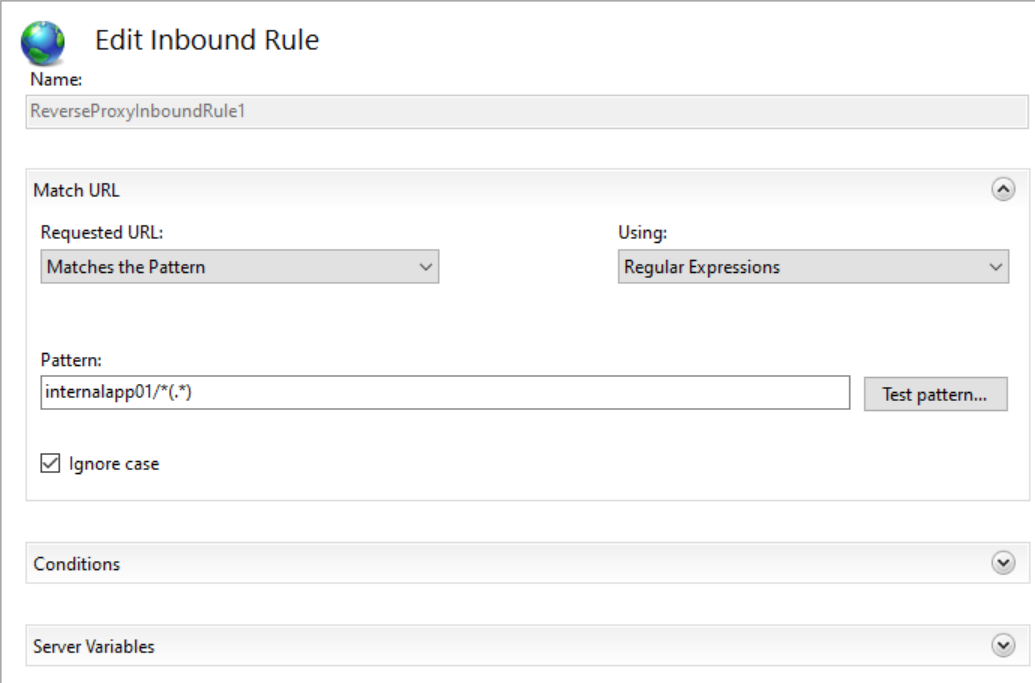 Edit Inbound Rule
Name:
ReverseProxyInboundRule1
Match URL
Requested URL: Using:
Matches the Pattern Regular Expressions
Pattern:
internalapp01/*(.*) Test pattern...
Ignore case
Conditions
Server Variables